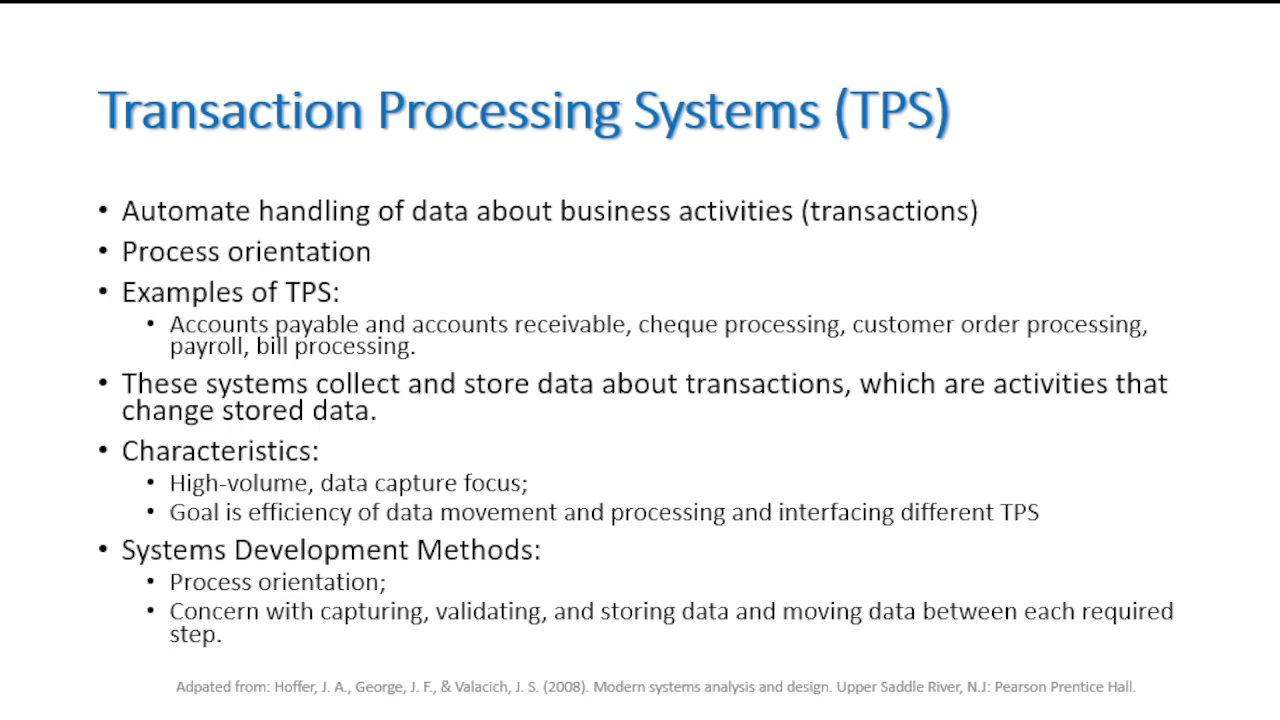 Transaction Processing Systems (TPS)
• Automate handling of data about business activities (transactions)
• Process orientation
• Examples of TPS:
• Accounts payable and accounts receivable, cheque processing, customer order processing,
payroll, bill processing.
• These systems collect and store data about transactions, which are activities that
change stored data.
• Characteristics:
• High-volume, data capture focus;
• Goal is efficiency of data movement and processing and interfacing different TPS
• Systems Development Methods:
• Process orientation;
• Concern with capturing, validating, and storing data and moving data between each required
step.
Adpated from: Hoffer, J. A., George, J. F., & Valacich, J. S. (2008). Modern systems analysis and design. Upper Saddle River, N.J: Pearson Prentice Hall.